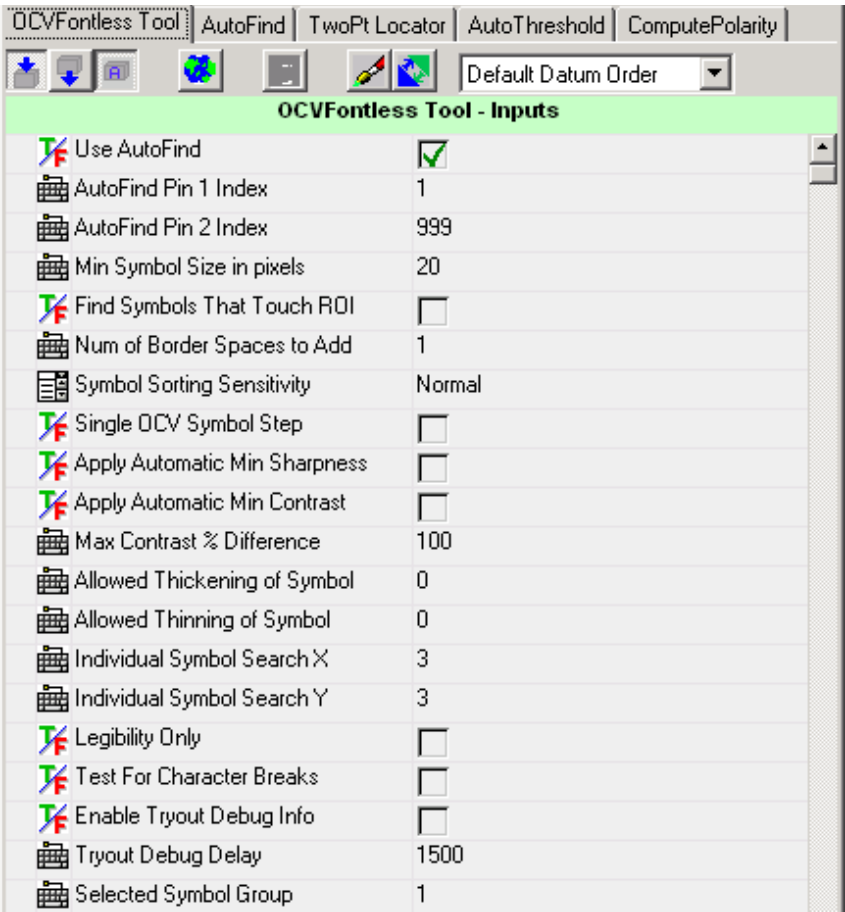 OCVFontless Tool AutoFind TwoPt Locator AutoThreshold ComputePolarity
A Default Datum Order
OCVFontless Tool - Inputs
T/F Use AutoFind
AutoFind Pin 1 Index 1
AutoFind Pin 2 Index 999
Min Symbol Size in pixels 20
T/F Find Symbols That Touch ROI
Num of Border Spaces to Add 1
Symbol Sorting Sensitivity Normal
T/F Single OCV Symbol Step
T/F Apply Automatic Min Sharpness
T/F Apply Automatic Min Contrast
Max Contrast % Difference 100
Allowed Thickening of Symbol 0
Allowed Thinning of Symbol 0
Individual Symbol Search X 3
Individual Symbol Search Y 3
T/F Legibility Only
T/F Test For Character Breaks
T/F Enable Tryout Debug Info
Tryout Debug Delay 1500
Selected Symbol Group 1